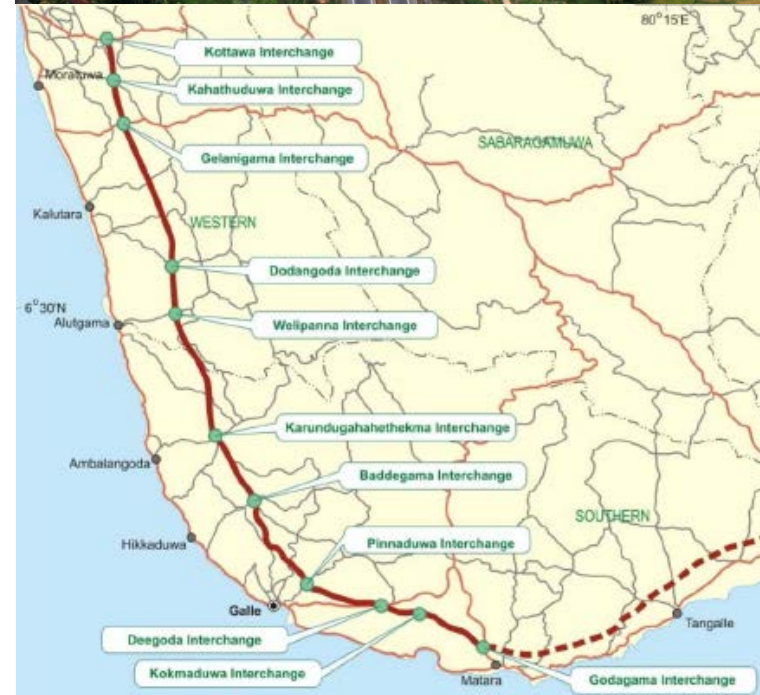 80°15'E
Kottawa Interchange
Moratuwa
Kahathuduwa Interchange
SABARAGAMUWA
Gelanigama Interchange
Kalutara
WESTERN
Dodangoda Interchange
6°30'N
Alutgama
Welipanna Interchange
Karundugahahethekma Interchange
Ambalangoda
Baddegama Interchange
SOUTHERN
Hikkaduwa
Pinnaduwa Interchange
Galle
Tangalle
Deegoda Interchange
Kokmaduwa Interchange
Matara
Godagama Interchange